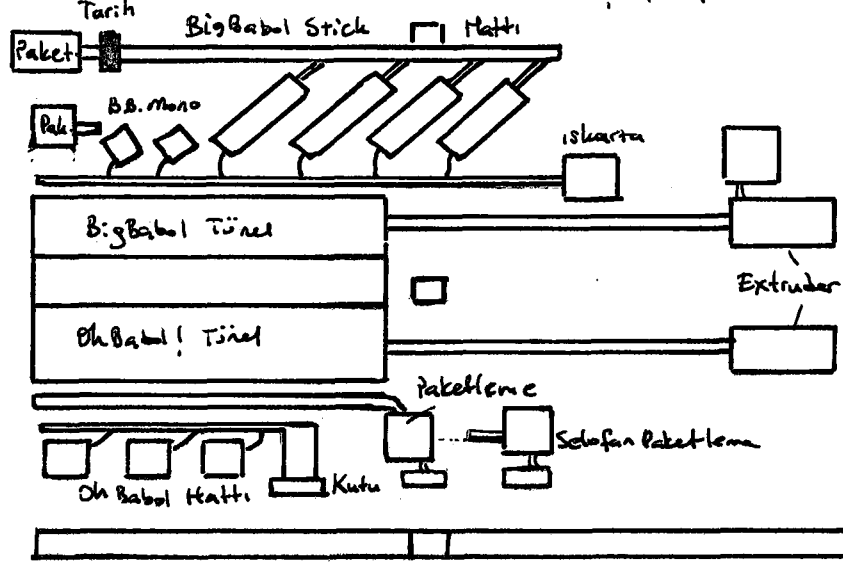 Tarih
BigBabol Stick Hattı
Paket
B.B. Mono
Pak
ıskarta
BigBabol Tünel
Extruder
OhBabol! Tünel
Paketleme
Selofan Paketleme
Oh Babol Hattı
Kutu